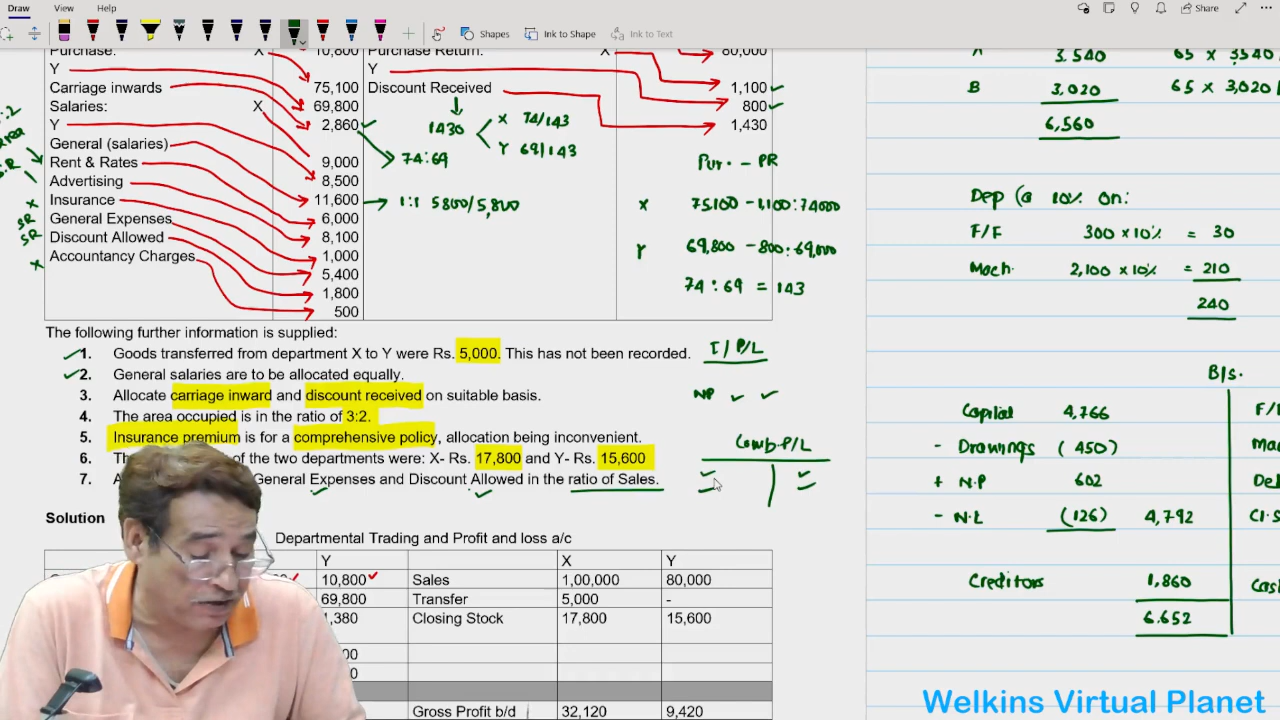 View Help
Share
Shapes Ink to Shape Ink to Text
Purchase: X 10,800 Purchase Return: X 80,000
Y 75,100 Y 1,100
Carriage inwards 69,800 Discount Received 800
Salaries: X 2,860 1,430
Y 9,000
General (salaries) 8,500
Rent & Rates 11,600
Advertising 6,000
Insurance 8,100
General Expenses 1,000
Discount Allowed 5,400
Accountancy Charges 1,800
500
1430 X 74/143
Y 69/143
74:69
1:1 5800/5,800
Pur. - PR
X 75,100 - 1,100 : 74000
Y 69,800 - 800 : 69,000
74 : 69 = 143
SR
SR
The following further information is supplied:
1. Goods transferred from department X to Y were Rs. 5,000. This has not been recorded. T/P/L
2. General salaries are to be allocated equally.
3. Allocate carriage inward and discount received on suitable basis. NP
4. The area occupied is in the ratio of 3:2.
5. Insurance premium is for a comprehensive policy, allocation being inconvenient. Comb. P/L
6. of the two departments were: X- Rs. 17,800 and Y- Rs. 15,600
7. General Expenses and Discount Allowed in the ratio of Sales.
Solution
Departmental Trading and Profit and loss a/c
Y X Y
10,800 Sales 1,00,000 80,000
69,800 Transfer 5,000 -
1,380 Closing Stock 17,800 15,600
Gross Profit b/d 32,120 9,420
A 3,540 65 x 3,540
B 3,020 65 x 3,020
6,560
Dep @ 10% on:
F/F 300 x 10% = 30
Mach. 2,100 x 10% = 210
240
B/s.
Capital 4,766 F/F
- Drawings (450)
+ N.P 602
- N.L (126) 4,792
Creditors 1,860
6.652
Welkins Virtual Planet